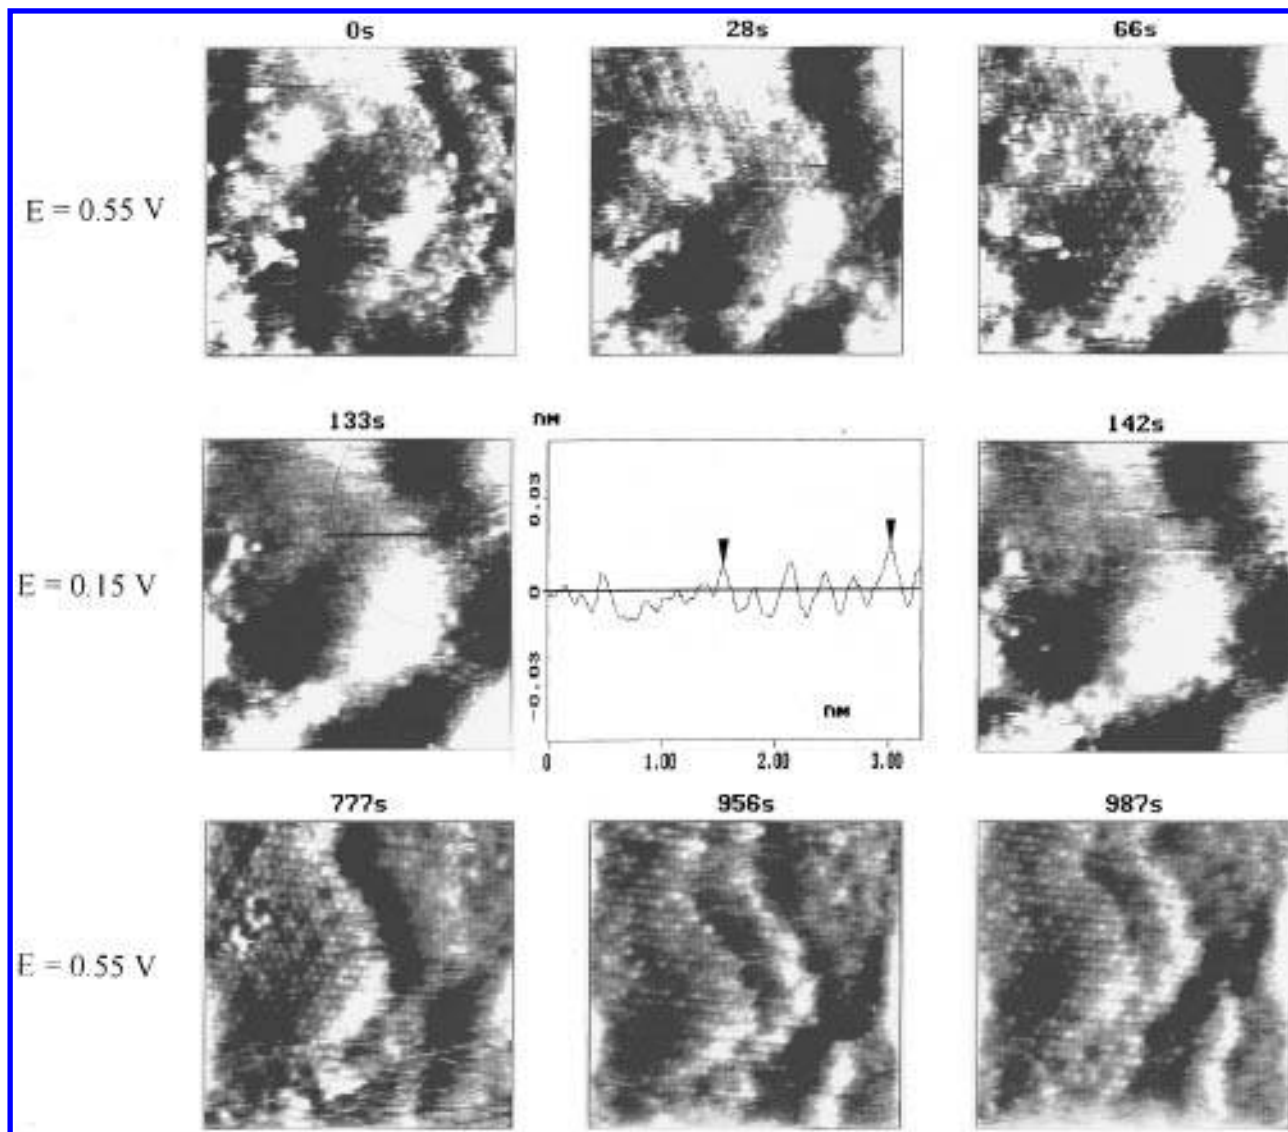 0s 28s 66s
E = 0.55 V
133s nm 142s
0.03
E = 0.15 V
0
-0.03
nm
0 1.00 2.00 3.00
777s 956s 987s
E = 0.55 V